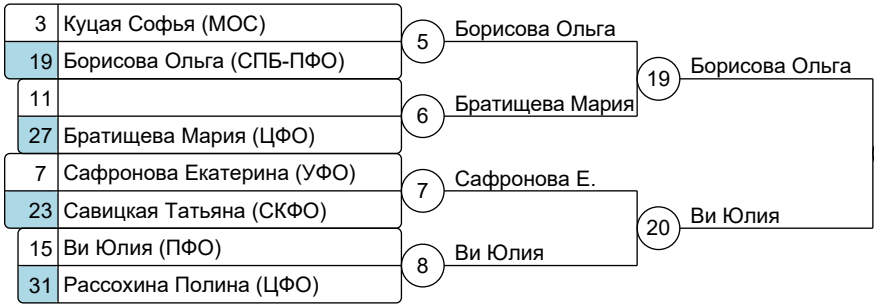 3 Куцая Софья (МОС)
19 Борисова Ольга (СПБ-ПФО)
5
Борисова Ольга
11
27 Братищева Мария (ЦФО)
6
Братищева Мария
19
Борисова Ольга
7 Сафронова Екатерина (УФО)
23 Савицкая Татьяна (СКФО)
7
Сафронова Е.
15 Ви Юлия (ПФО)
31 Рассохина Полина (ЦФО)
8
Ви Юлия
20
Ви Юлия